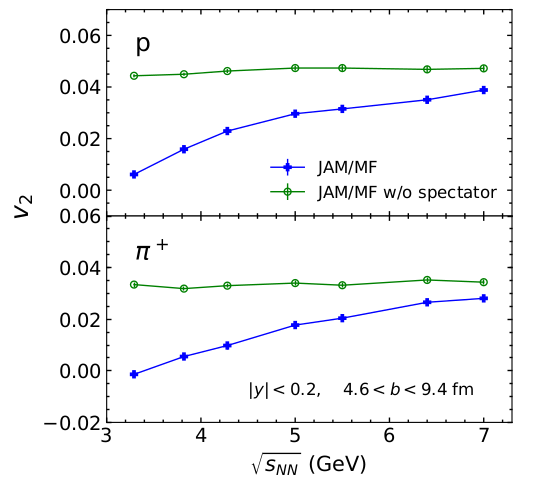 0.06
p
0.04
0.02
JAM/MF
0.00
JAM/MF w/o spectator
v2
0.06
π+
0.04
0.02
0.00
|y| < 0.2, 4.6 < b < 9.4 fm
−0.02
3 4 5 6 7
√sNN (GeV)